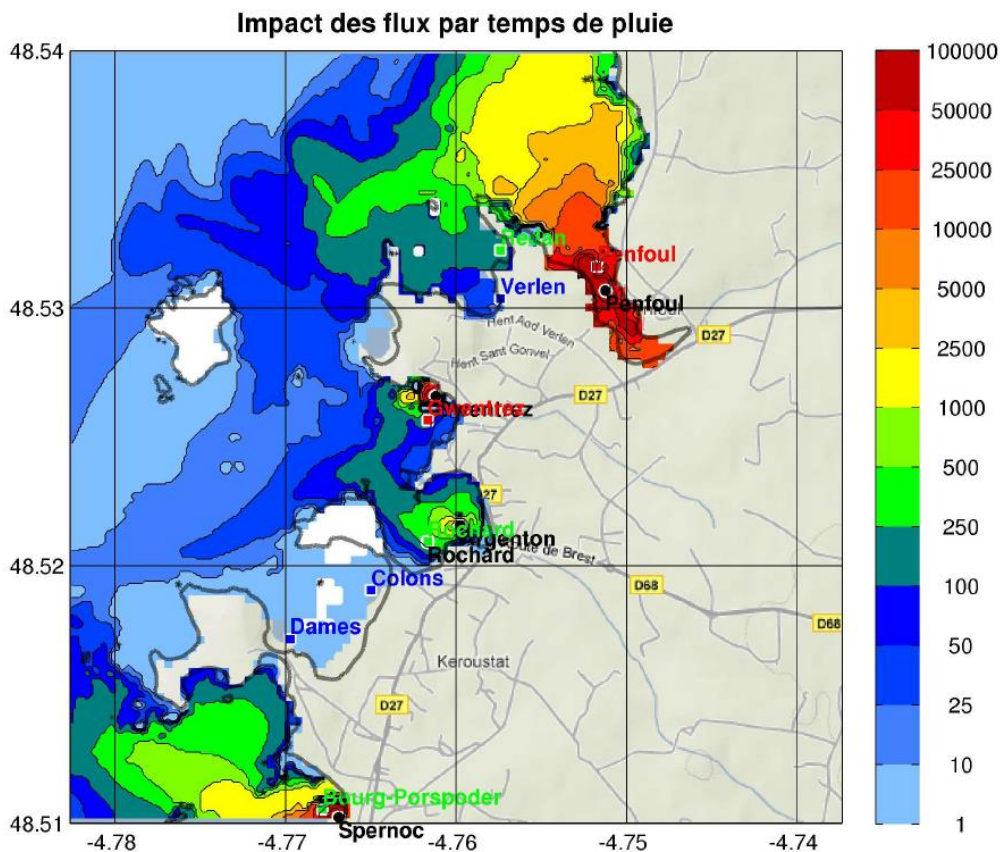 Impact des flux par temps de pluie
48.54
100000
50000
25000
10000
5000
2500
1000
500
250
100
50
25
10
1
Penfoul
Verlen
48.53
Penfoul
Hent Aod Verlen
D27
Hent Sant Gonvel
D27
48.52
Rochard
Route de Brest
Colons
D68
D68
Dames
Keroustat
D27
Bourg-Porspoder
48.51
Spernoc
-4.78
-4.77
-4.76
-4.75
-4.74